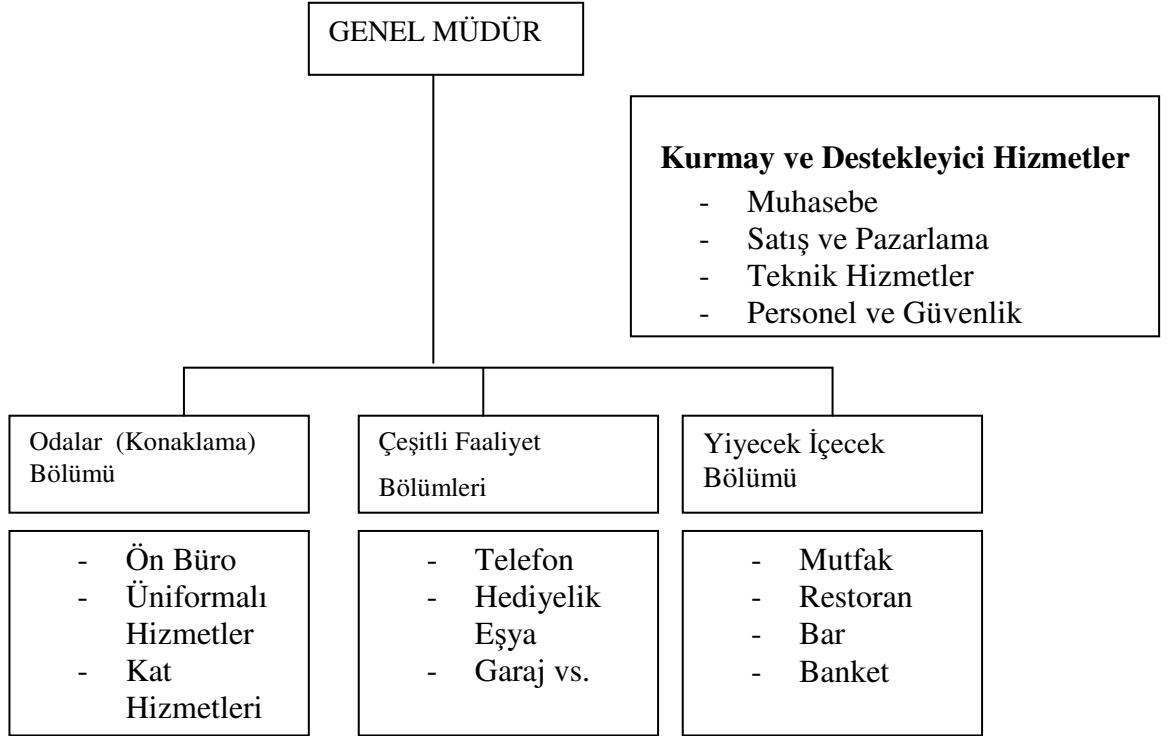 GENEL MÜDÜR
Kurmay ve Destekleyici Hizmetler
- Muhasebe
- Satış ve Pazarlama
- Teknik Hizmetler
- Personel ve Güvenlik
Odalar (Konaklama)
Bölümü
- Ön Büro
- Üniformalı
Hizmetler
- Kat
Hizmetleri
Çeşitli Faaliyet
Bölümleri
- Telefon
- Hediyelik
Eşya
- Garaj vs.
Yiyecek İçecek
Bölümü
- Mutfak
- Restoran
- Bar
- Banket